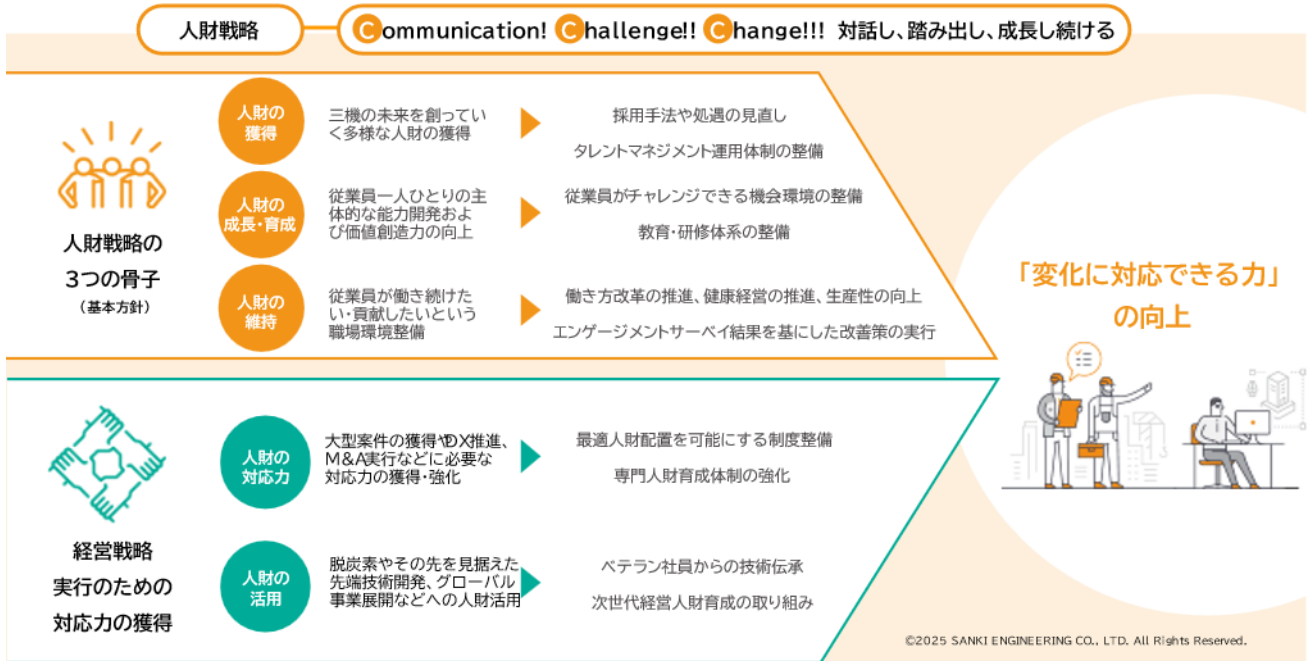 人財戦略
Communication! Challenge!! Change!!! 対話し、踏み出し、成長し続ける
人財戦略の
3つの骨子
(基本方針)
人財の
獲得
三機の未来を創ってい
く多様な人財の獲得
採用手法や処遇の見直し
タレントマネジメント運用体制の整備
人財の
成長・育成
従業員一人ひとりの主
体的な能力開発およ
び価値創造力の向上
従業員がチャレンジできる機会環境の整備
教育・研修体系の整備
人財の
維持
従業員が働き続けた
い・貢献したいという
職場環境整備
働き方改革の推進、健康経営の推進、生産性の向上
エンゲージメントサーベイ結果を基にした改善策の実行
経営戦略
実行のための
対応力の獲得
人財の
対応力
大型案件の獲得やDX推進、
M&A実行などに必要な
対応力の獲得・強化
最適人財配置を可能にする制度整備
専門人財育成体制の強化
人財の
活用
脱炭素やその先を見据えた
先端技術開発、グローバル
事業展開などへの人財活用
ベテラン社員からの技術伝承
次世代経営人財育成の取り組み
「変化に対応できる力」
の向上
©2025 SANKI ENGINEERING CO., LTD. All Rights Reserved.